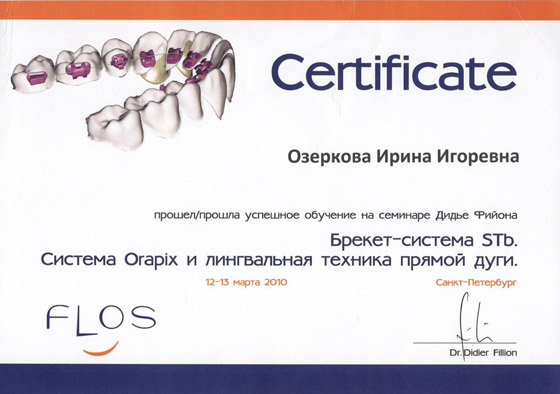 Certificate
Озеркова Ирина Игоревна
прошел/прошла успешное обучение на семинаре Дидье Фийона
Брекет-система STb.
Система Orapix и лингвальная техника прямой дуги.
12-13 марта 2010
Санкт-Петербург
FLOS
Dr. Didier Fillion